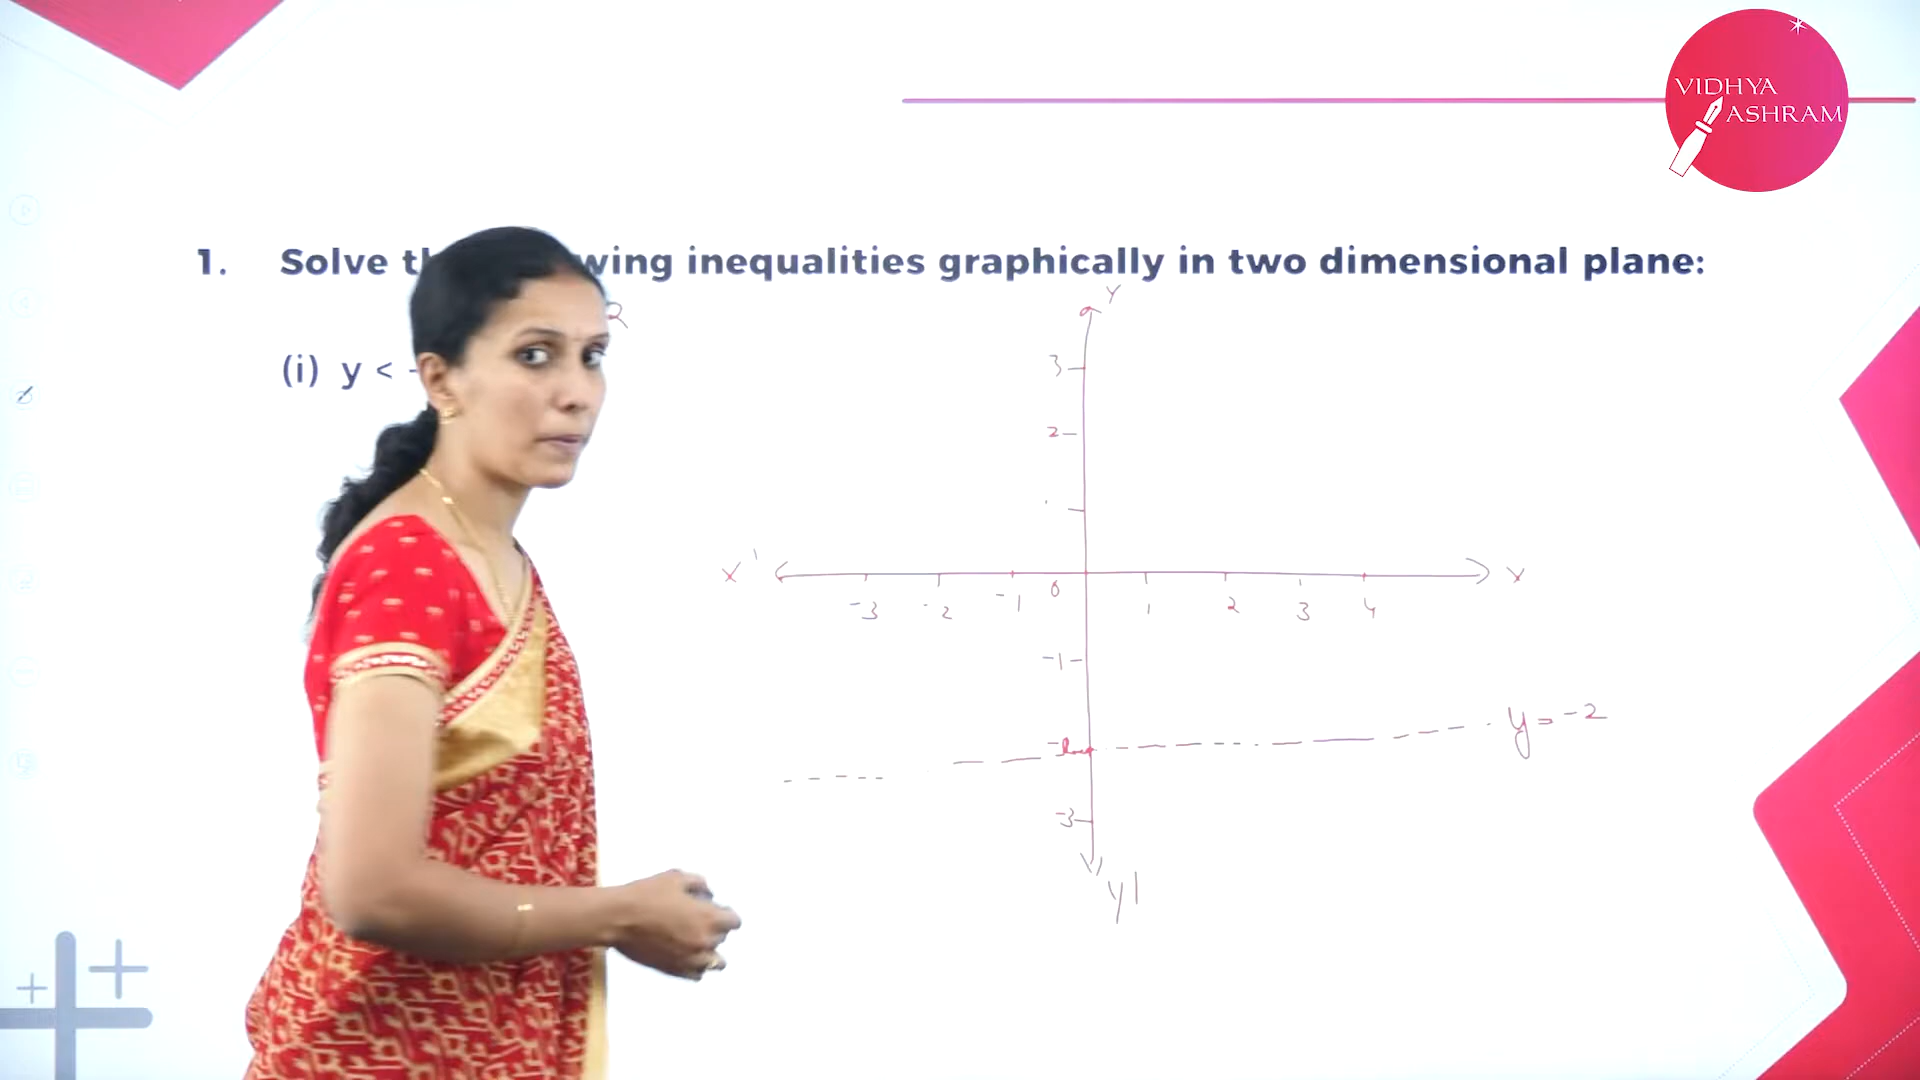 VIDHYA
ASHRAM
1. Solve wing inequalities graphically in two dimensional plane:
2
Y
(i) y < -
3
2
X' X
-3 -2 -1 0 1 2 3 4
-1
y = -2
-3
y|